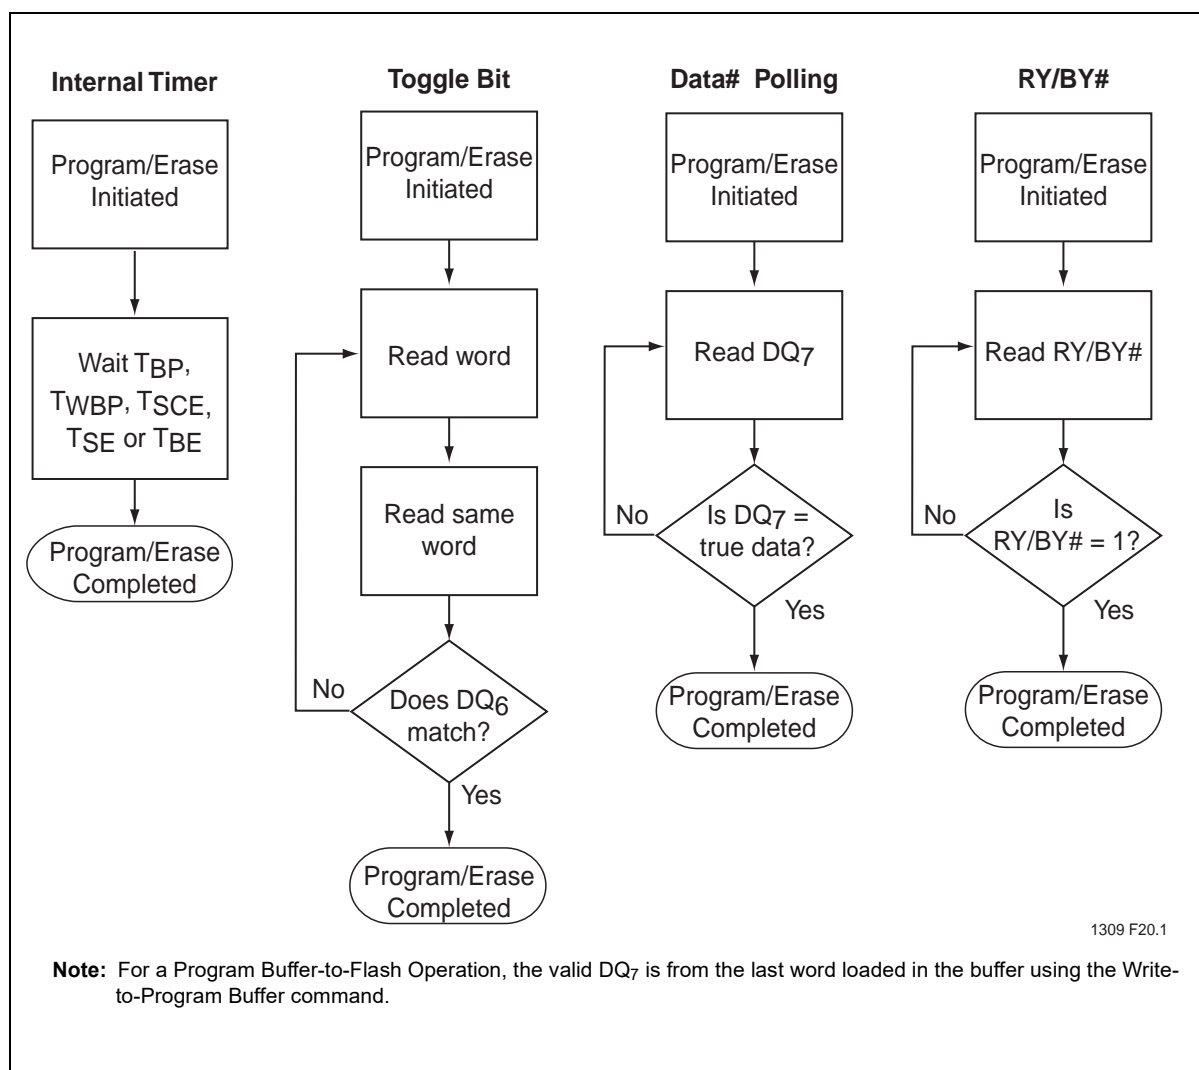 Internal Timer
Program/Erase
Initiated
Wait TBP,
TWBP, TSCE,
TSE or TBE
Program/Erase
Completed
Toggle Bit
Program/Erase
Initiated
Read word
Read same
word
Does DQ6
match?
No
Yes
Program/Erase
Completed
Data# Polling
Program/Erase
Initiated
Read DQ7
Is DQ7 =
true data?
No
Yes
Program/Erase
Completed
RY/BY#
Program/Erase
Initiated
Read RY/BY#
Is
RY/BY# = 1?
No
Yes
Program/Erase
Completed
1309 F20.1
Note: For a Program Buffer-to-Flash Operation, the valid DQ7 is from the last word loaded in the buffer using the Write-
to-Program Buffer command.